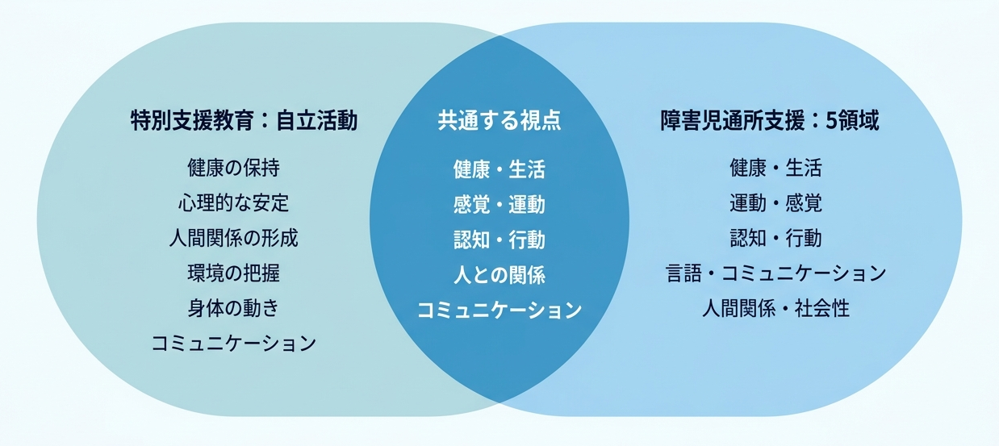 特別支援教育：自立活動
健康の保持
心理的な安定
人間関係の形成
環境の把握
身体の動き
コミュニケーション
共通する視点
健康・生活
感覚・運動
認知・行動
人との関係
コミュニケーション
障害児通所支援：5領域
健康・生活
運動・感覚
認知・行動
言語・コミュニケーション
人間関係・社会性